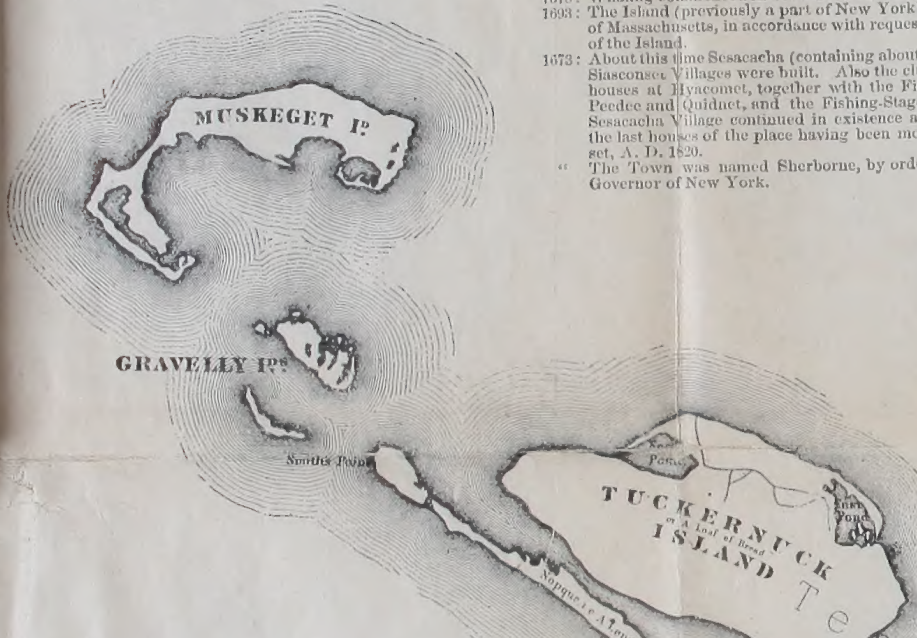 1693: The Island (previously a part of New York
of Massachusetts, in accordance with reques
of the Island.
1673: About this time Sesacacha (containing about
Siasconset Villages were built. Also the cl
houses at Hyacomet, together with the Fi
Peedee and Quidnet, and the Fishing-Stag
Sesacacha Village continued in existence a
the last houses of the place having been mo
set, A. D. 1820.
" The Town was named Sherborne, by ord
Governor of New York.
MUSKEGET ID.
GRAVELLY IDS.
Smith's Point
Pond
TUCKERNUCK
or A Loaf of Bread
ISLAND
East
Pond
Te